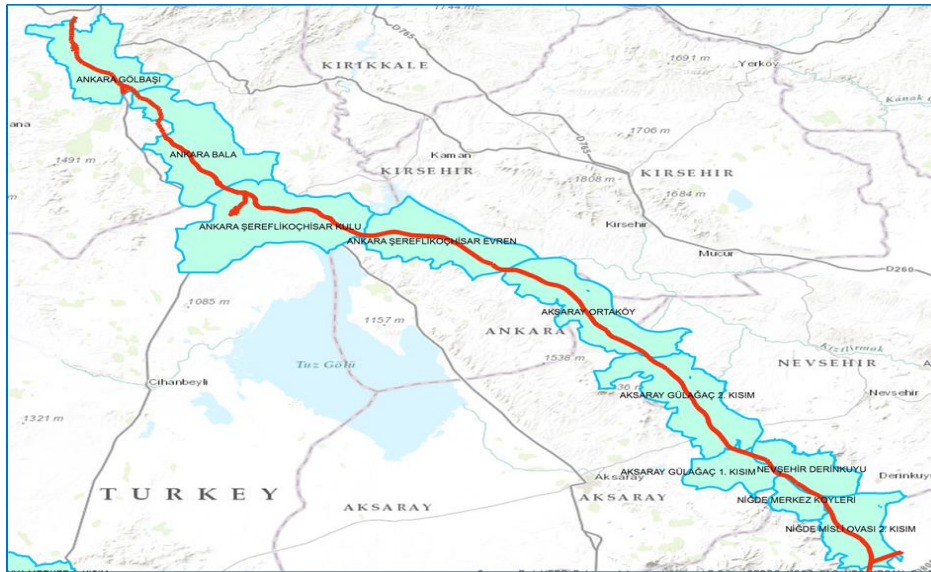 1744 m
D765
KIRIKKALE
1691 m
Yerköy
ANKARA GÖLBAŞI
Kanak
ana
1706 m
D765
ANKARA BALA
Kaman
1491 m
KIRSEHIR
1808 m
KIRSEHIR
1684 m
ANKARA ŞEREFLİKOÇHİSAR KULU
Kirsehir
ANKARA ŞEREFLİKOÇHİSAR EVREN
Mucur
D260
1085 m
AKSARAY ORTAKÖY
1157 m
ANKARA
Kizilirmak
Tuz Gölü
1538 m
NEVSEHIR
Cihanbeyli
36 m
AKSARAY GÜLAĞAÇ 2. KISIM
Nevsehir
1321 m
AKSARAY GÜLAĞAÇ 1. KISIM
NEVŞEHİR DERİNKUYU
Aksaray
Derinkuyu
TURKEY
AKSARAY
AKSARAY
NİĞDE MERKEZ KÖYLERİ
NİĞDE MİSLİ OVASI 2. KISIM